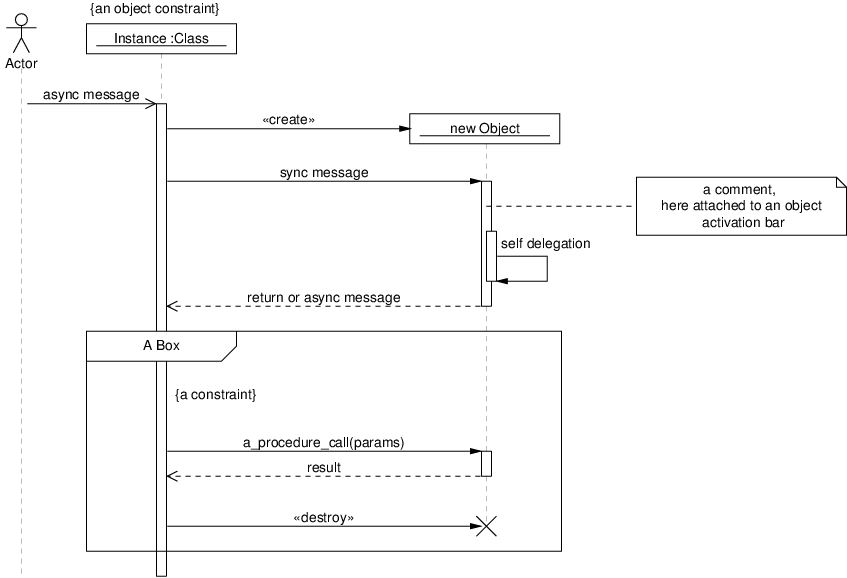 {an object constraint}
Instance :Class
Actor
async message
«create»
new Object
sync message
a comment,
here attached to an object
activation bar
self delegation
return or async message
A Box
{a constraint}
a_procedure_call(params)
result
«destroy»